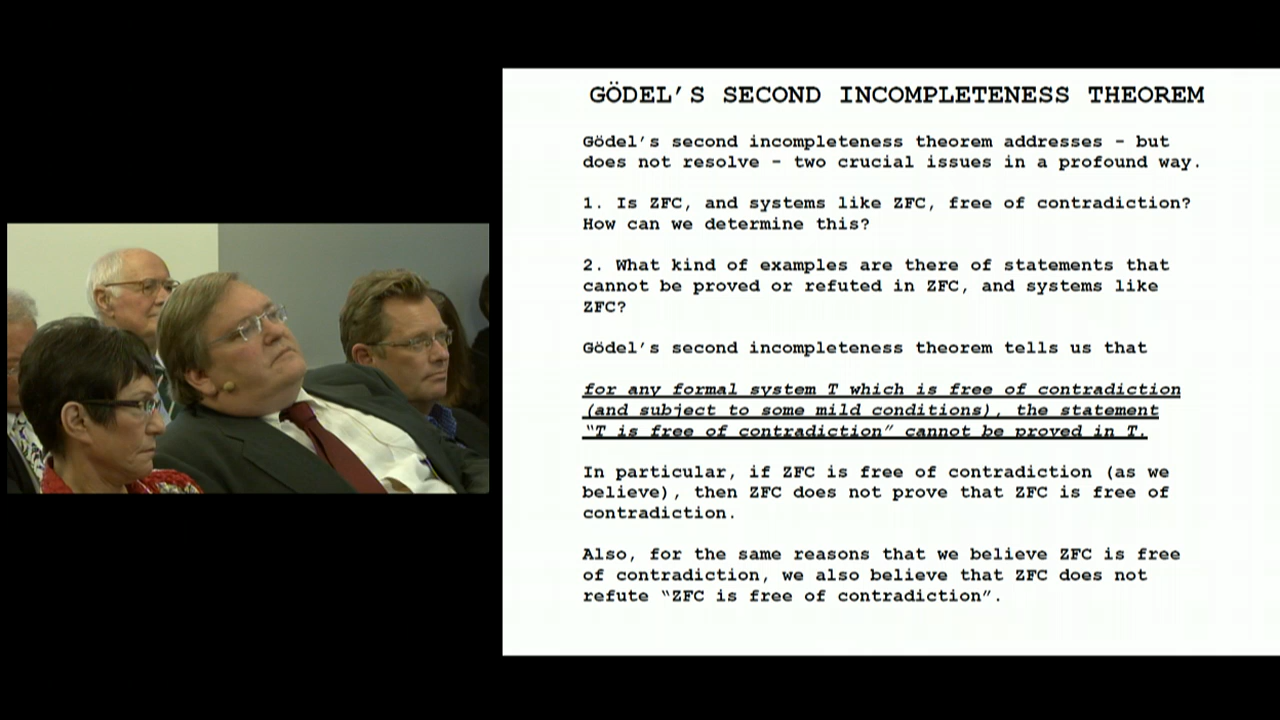 GÖDEL'S SECOND INCOMPLETENESS THEOREM
Gödel's second incompleteness theorem addresses – but
does not resolve – two crucial issues in a profound way.
1. Is ZFC, and systems like ZFC, free of contradiction?
How can we determine this?
2. What kind of examples are there of statements that
cannot be proved or refuted in ZFC, and systems like
ZFC?
Gödel's second incompleteness theorem tells us that
for any formal system T which is free of contradiction
(and subject to some mild conditions), the statement
“T is free of contradiction” cannot be proved in T.
In particular, if ZFC is free of contradiction (as we
believe), then ZFC does not prove that ZFC is free of
contradiction.
Also, for the same reasons that we believe ZFC is free
of contradiction, we also believe that ZFC does not
refute “ZFC is free of contradiction”.